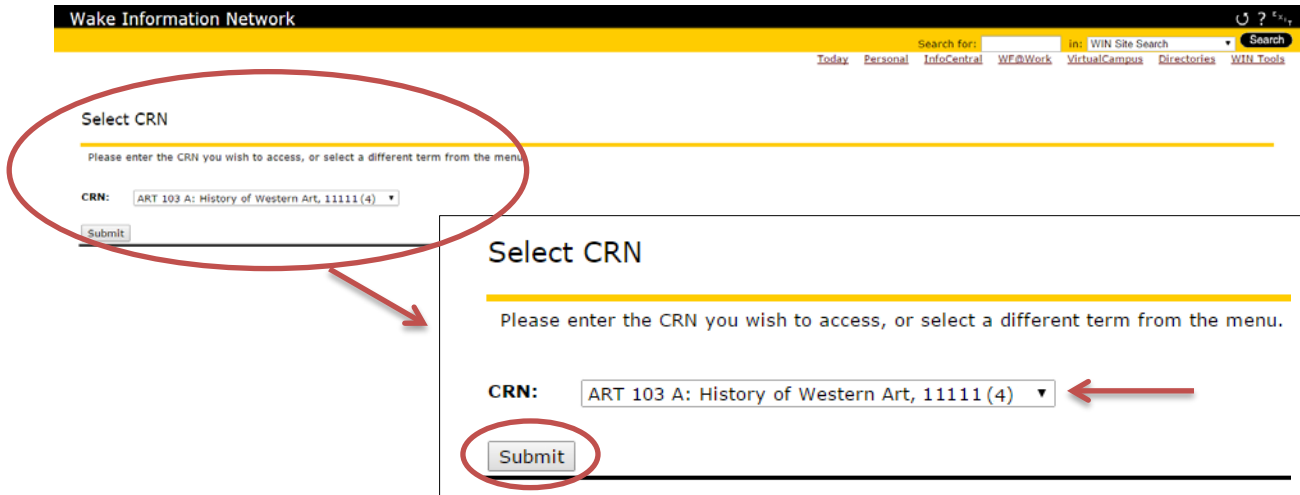 Wake Information Network
? EXIT
Search for: in: WIN Site Search Search
Today Personal InfoCentral WF@Work VirtualCampus Directories WIN Tools
Select CRN
Please enter the CRN you wish to access, or select a different term from the menu
CRN: ART 103 A: History of Western Art, 11111 (4)
Submit
Select CRN
Please enter the CRN you wish to access, or select a different term from the menu.
CRN: ART 103 A: History of Western Art, 11111 (4)
Submit